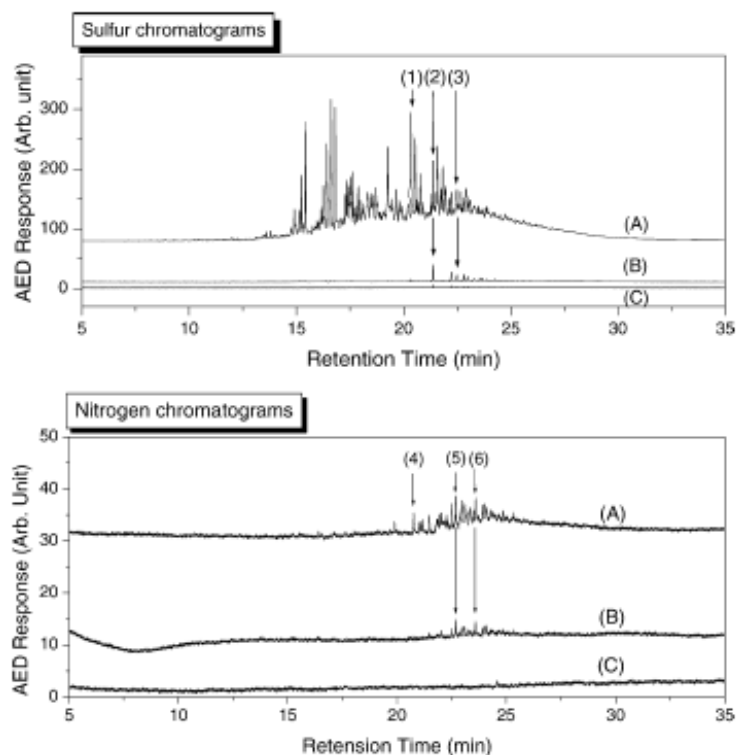 Sulfur chromatograms
(1) (2) (3)
300
200
100
0
AED Response (Arb. unit)
(A)
(B)
(C)
5 10 15 20 25 30 35
Retention Time (min)
Nitrogen chromatograms
50
40
30
20
10
0
AED Response (Arb. Unit)
(4) (5) (6)
(A)
(B)
(C)
5 10 15 20 25 30 35
Retension Time (min)